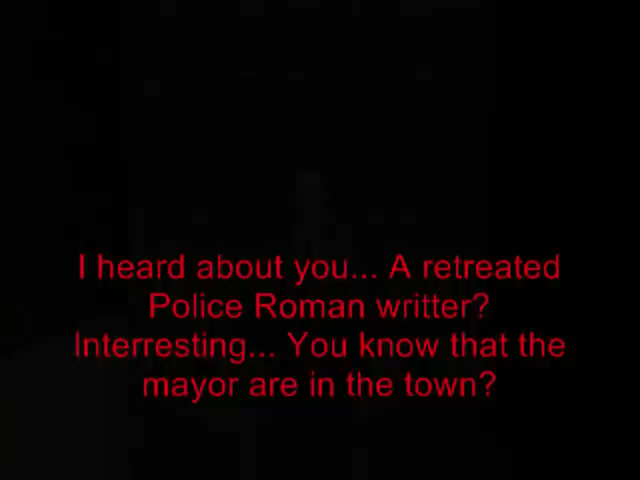 I heard about you... A retreated
Police Roman writter?
Interresting... You know that the
mayor are in the town?